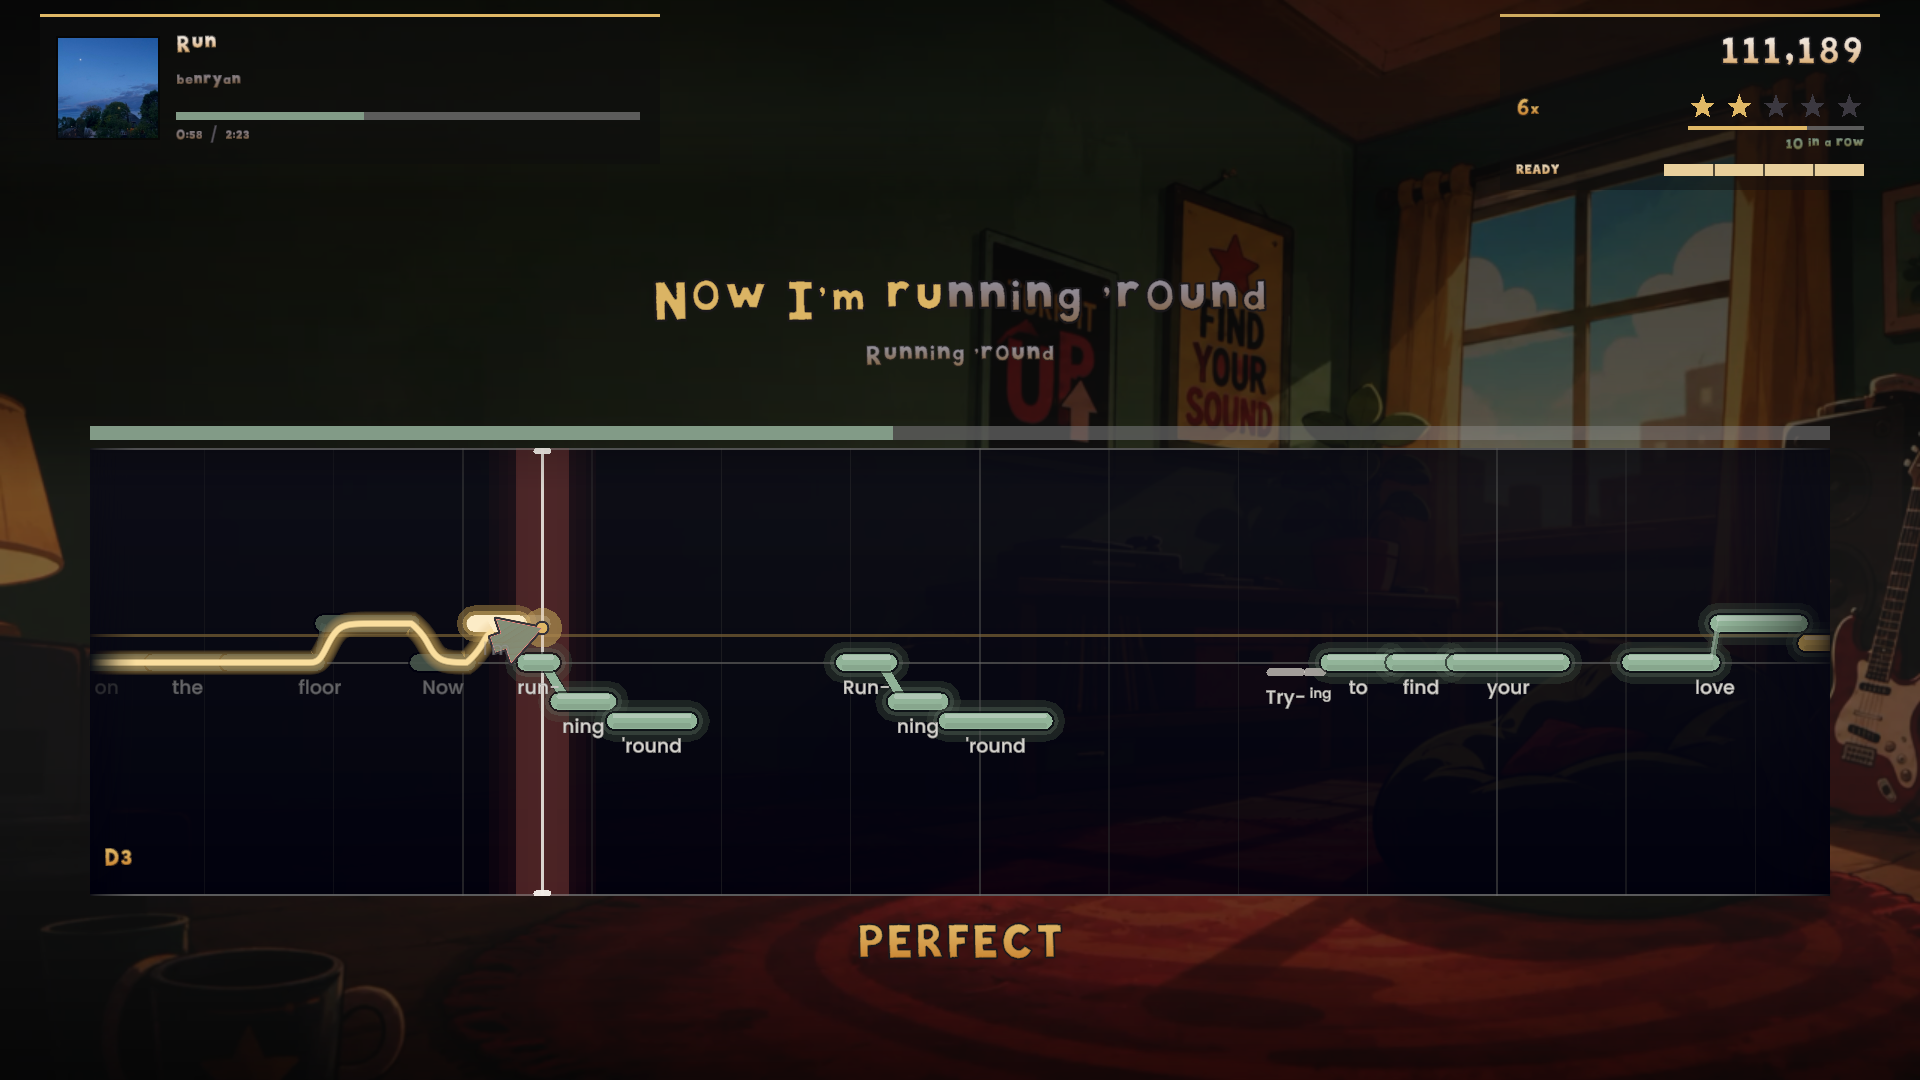 Run
benryan
0:58 / 2:23
111,189
6x
10 in a row
READY
Now I'm running 'round
Running 'round
UP
FIND
YOUR
SOUND
on the floor Now run- ning 'round Run- ning 'round Try- ing to find your love
D3
PERFECT